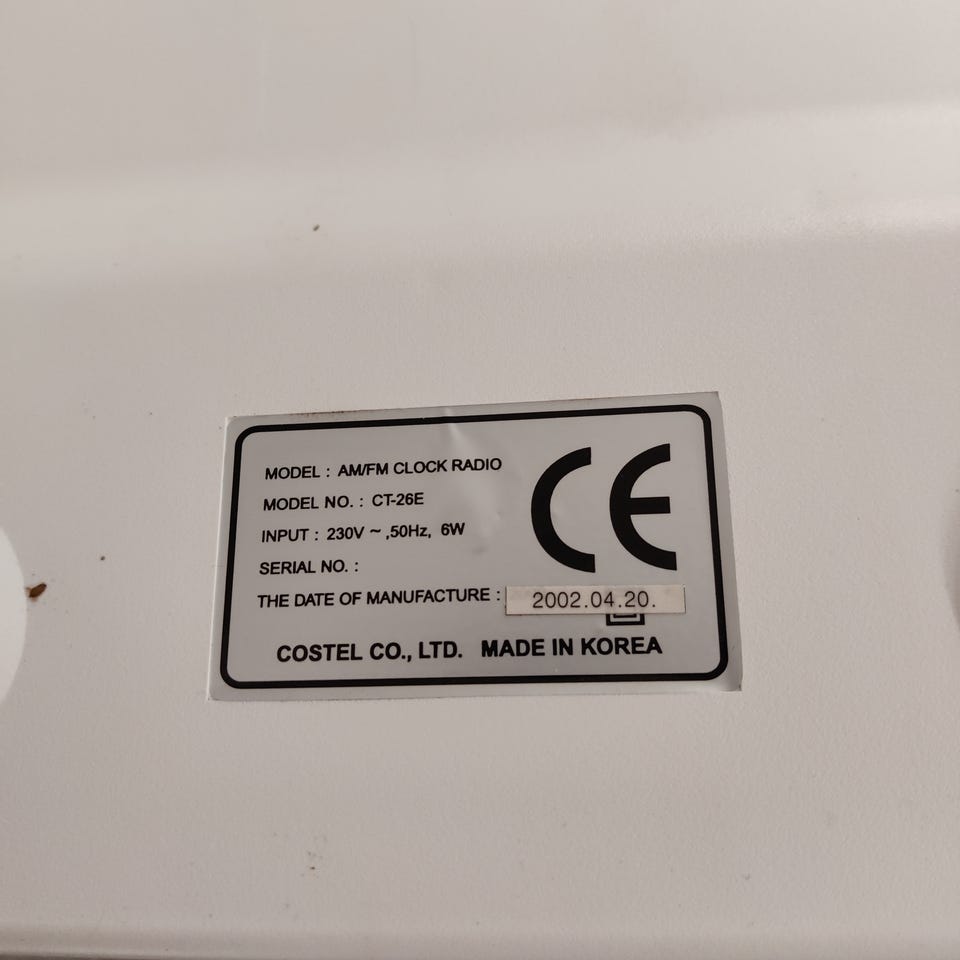 MODEL : AM/FM CLOCK RADIO
MODEL NO. : CT-26E
INPUT : 230V ~ ,50Hz, 6W
SERIAL NO. :
THE DATE OF MANUFACTURE : 2002.04.20.
COSTEL CO., LTD. MADE IN KOREA
CE